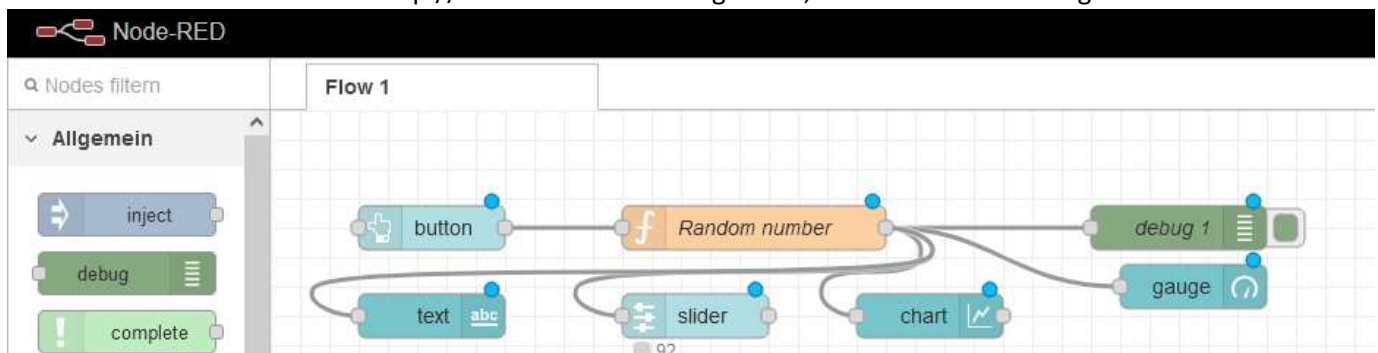 Node-RED
Nodes filtern
Flow 1
Allgemein
inject
button
Random number
debug 1
debug
gauge
text abc
slider
chart
complete
92